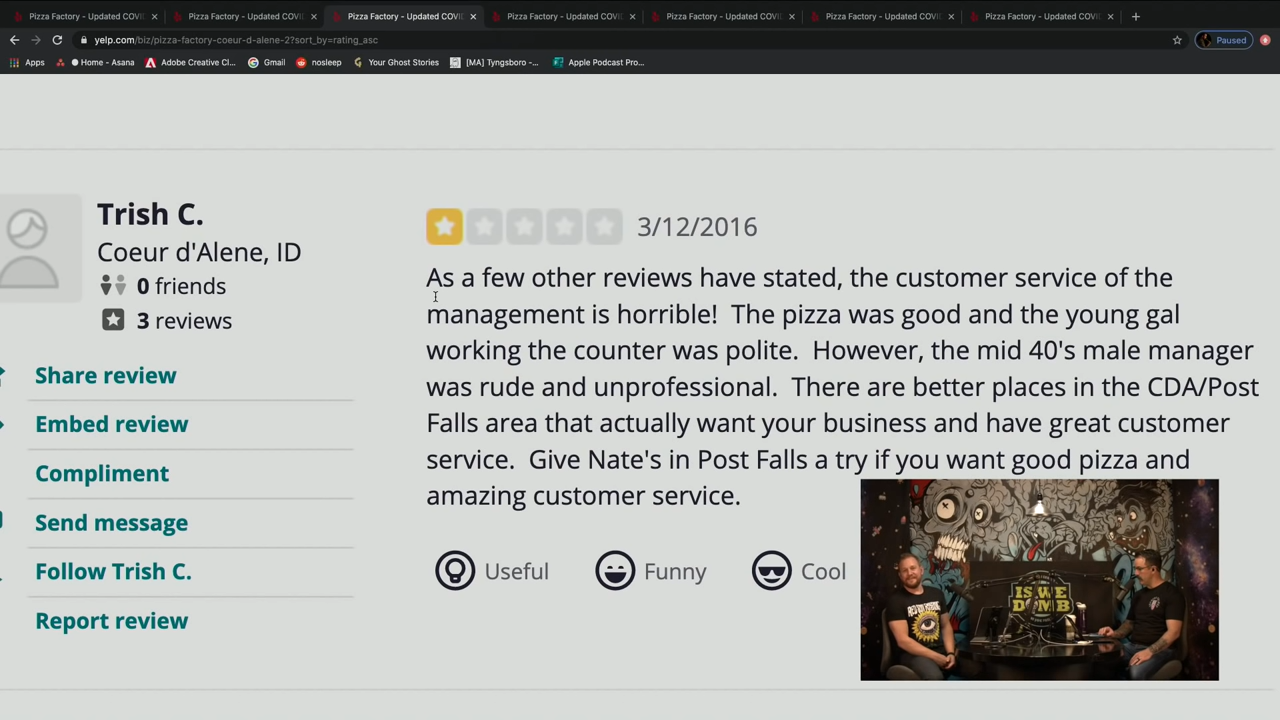 Pizza Factory - Updated COVI
Pizza Factory - Updated COVI
Pizza Factory - Updated COVI
Pizza Factory - Updated COVI
Pizza Factory - Updated COVI
Pizza Factory - Updated COVI
Pizza Factory - Updated COVI
yelp.com/biz/pizza-factory-coeur-d-alene-2?sort_by=rating_asc
Paused
Apps
Home - Asana
Adobe Creative Cl...
Gmail
nosleep
Your Ghost Stories
[MA] Tyngsboro -...
Apple Podcast Pro...
Trish C.
Coeur d'Alene, ID
0 friends
3 reviews
Share review
Embed review
Compliment
Send message
Follow Trish C.
Report review
3/12/2016
As a few other reviews have stated, the customer service of the
management is horrible! The pizza was good and the young gal
working the counter was polite. However, the mid 40's male manager
was rude and unprofessional. There are better places in the CDA/Post
Falls area that actually want your business and have great customer
service. Give Nate's in Post Falls a try if you want good pizza and
amazing customer service.
Useful
Funny
Cool
IS WE
DUMB